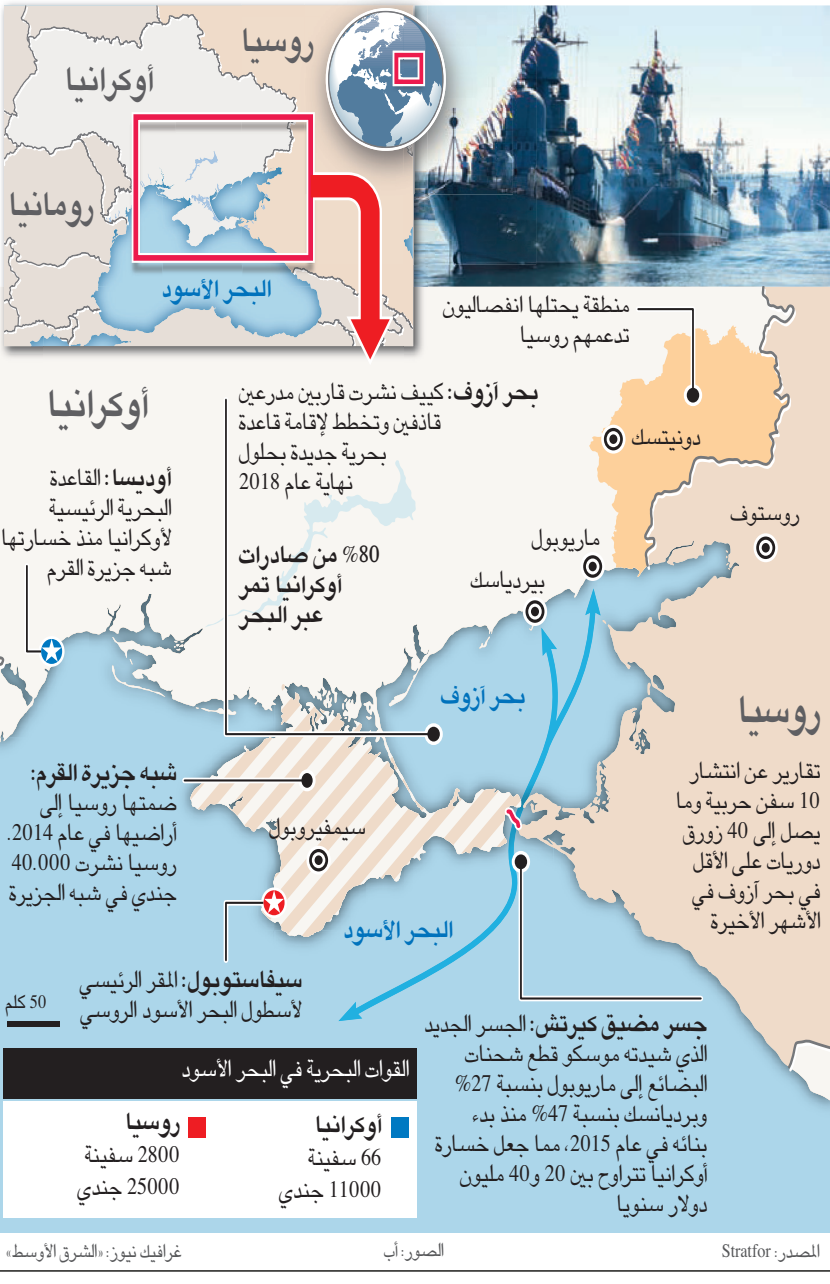 روسيا
أوكرانيا
رومانيا
البحر الأسود
منطقة يحتلها انفصاليون
تدعمهم روسيا
أوكرانيا
بحر آزوف: كييف نشرت قاربين مدرعين
قاذفين وتخطط لإقامة قاعدة
بحرية جديدة بحلول
نهاية عام 2018
دونيتسك
أوديسا: القاعدة
البحرية الرئيسية
لأوكرانيا منذ خسارتها
شبه جزيرة القرم
روستوف
ماريوبول
بيردياسك
80% من صادرات
أوكرانيا تمر
عبر البحر
بحر آزوف
روسيا
تقارير عن انتشار
10 سفن حربية وما
يصل إلى 40 زورق
دوريات على الأقل
في بحر آزوف في
الأشهر الأخيرة
شبه جزيرة القرم:
ضمتها روسيا إلى
أراضيها في عام 2014.
روسيا نشرت 40.000
جندي في شبه الجزيرة
سيمفيروبول
البحر الأسود
سيفاستوبول: المقر الرئيسي
لأسطول البحر الأسود الروسي
50 كلم
جسر مضيق كيرتش: الجسر الجديد
الذي شيدته موسكو قطع شحنات
البضائع إلى ماريوبول بنسبة 27%
وبرديانسك بنسبة 47% منذ بدء
بنائه في عام 2015، مما جعل خسارة
أوكرانيا تتراوح بين 20 و40 مليون
دولار سنويا
القوات البحرية في البحر الأسود
أوكرانيا
66 سفينة
11000 جندي
روسيا
2800 سفينة
25000 جندي
المصدر: Stratfor
الصور: أب
غرافيك نيوز: «الشرق الأوسط»